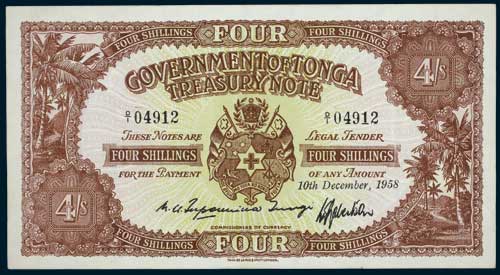 FOUR
FOUR SHILLINGS FOUR SHILLINGS
4/s 4/s
GOVERNMENT OF TONGA
TREASURY NOTE
D/1 04912 D/1 04912
THESE NOTES ARE LEGAL TENDER
FOUR SHILLINGS FOUR SHILLINGS
FOR THE PAYMENT OF ANY AMOUNT
10th December, 1958
4/s 4/s
COMMISSIONERS OF CURRENCY
FOUR SHILLINGS FOUR SHILLINGS
FOUR